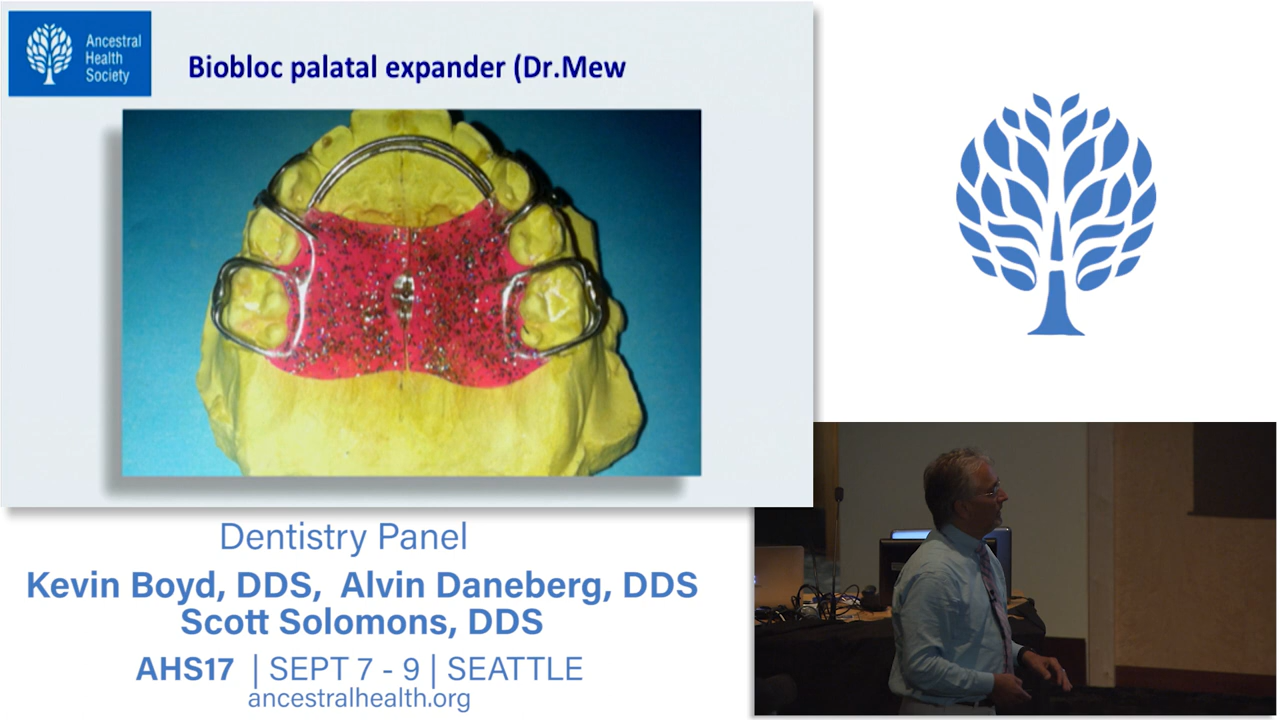 Ancestral
Health
Society
Biobloc palatal expander (Dr.Mew
Dentistry Panel
Kevin Boyd, DDS, Alvin Daneberg, DDS
Scott Solomons, DDS
AHS17 | SEPT 7 - 9 | SEATTLE
ancestralhealth.org